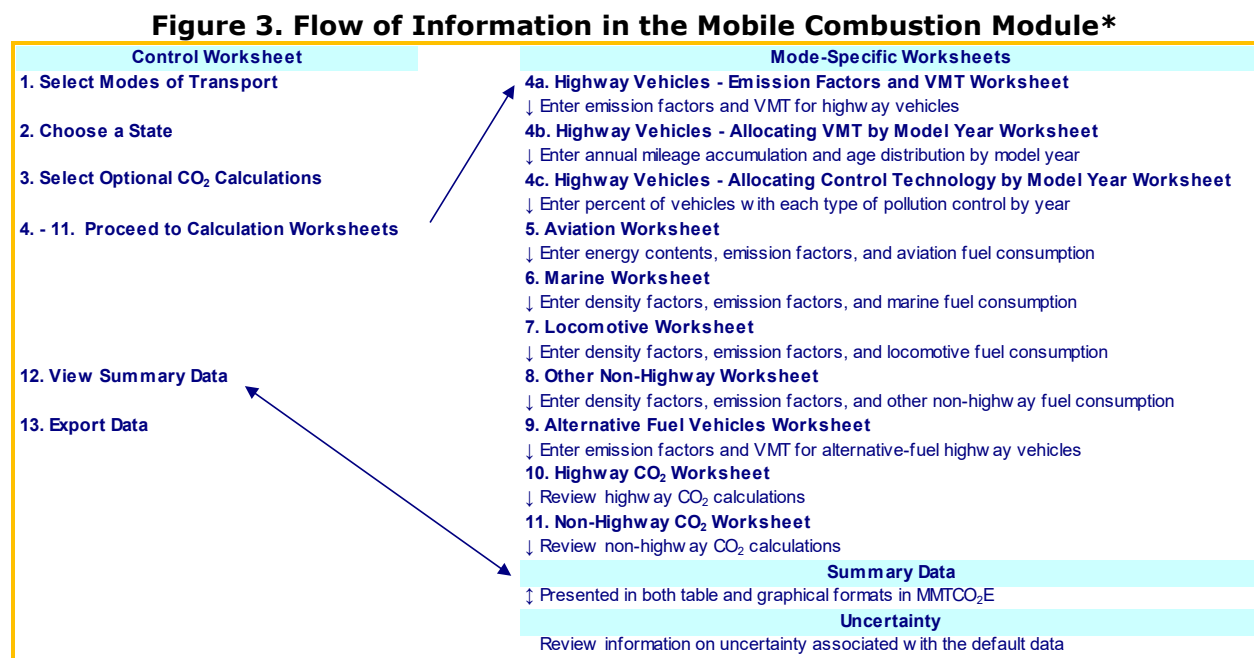 Figure 3. Flow of Information in the Mobile Combustion Module*
Control Worksheet
1. Select Modes of Transport
2. Choose a State
3. Select Optional CO₂ Calculations
4. - 11. Proceed to Calculation Worksheets
12. View Summary Data
13. Export Data
Mode-Specific Worksheets
4a. Highway Vehicles - Emission Factors and VMT Worksheet
↓ Enter emission factors and VMT for highway vehicles
4b. Highway Vehicles - Allocating VMT by Model Year Worksheet
↓ Enter annual mileage accumulation and age distribution by model year
4c. Highway Vehicles - Allocating Control Technology by Model Year Worksheet
↓ Enter percent of vehicles with each type of pollution control by year
5. Aviation Worksheet
↓ Enter energy contents, emission factors, and aviation fuel consumption
6. Marine Worksheet
↓ Enter density factors, emission factors, and marine fuel consumption
7. Locomotive Worksheet
↓ Enter density factors, emission factors, and locomotive fuel consumption
8. Other Non-Highway Worksheet
↓ Enter density factors, emission factors, and other non-highway fuel consumption
9. Alternative Fuel Vehicles Worksheet
↓ Enter emission factors and VMT for alternative-fuel highway vehicles
10. Highway CO₂ Worksheet
↓ Review highway CO₂ calculations
11. Non-Highway CO₂ Worksheet
↓ Review non-highway CO₂ calculations
Summary Data
↕ Presented in both table and graphical formats in MMTCO₂E
Uncertainty
Review information on uncertainty associated with the default data